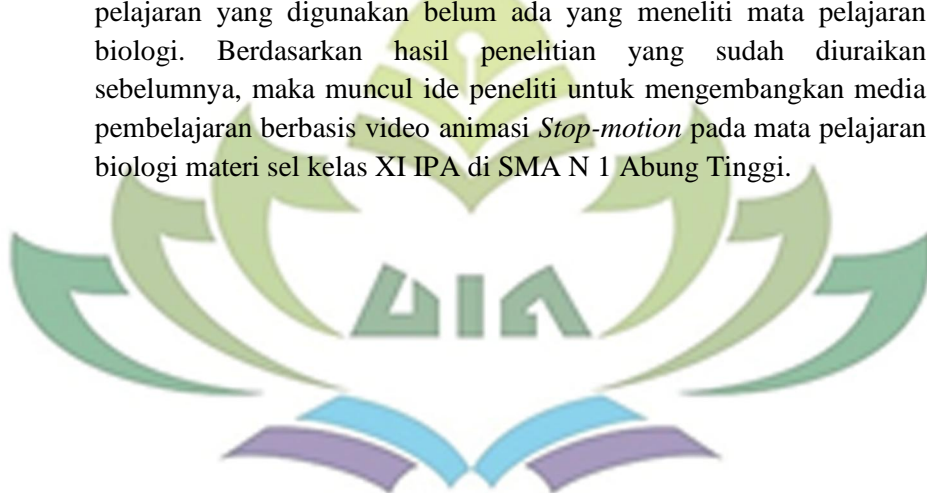 pelajaran yang digunakan belum ada yang meneliti mata pelajaran
biologi. Berdasarkan hasil penelitian yang sudah diuraikan
sebelumnya, maka muncul ide peneliti untuk mengembangkan media
pembelajaran berbasis video animasi Stop-motion pada mata pelajaran
biologi materi sel kelas XI IPA di SMA N 1 Abung Tinggi.
UIN